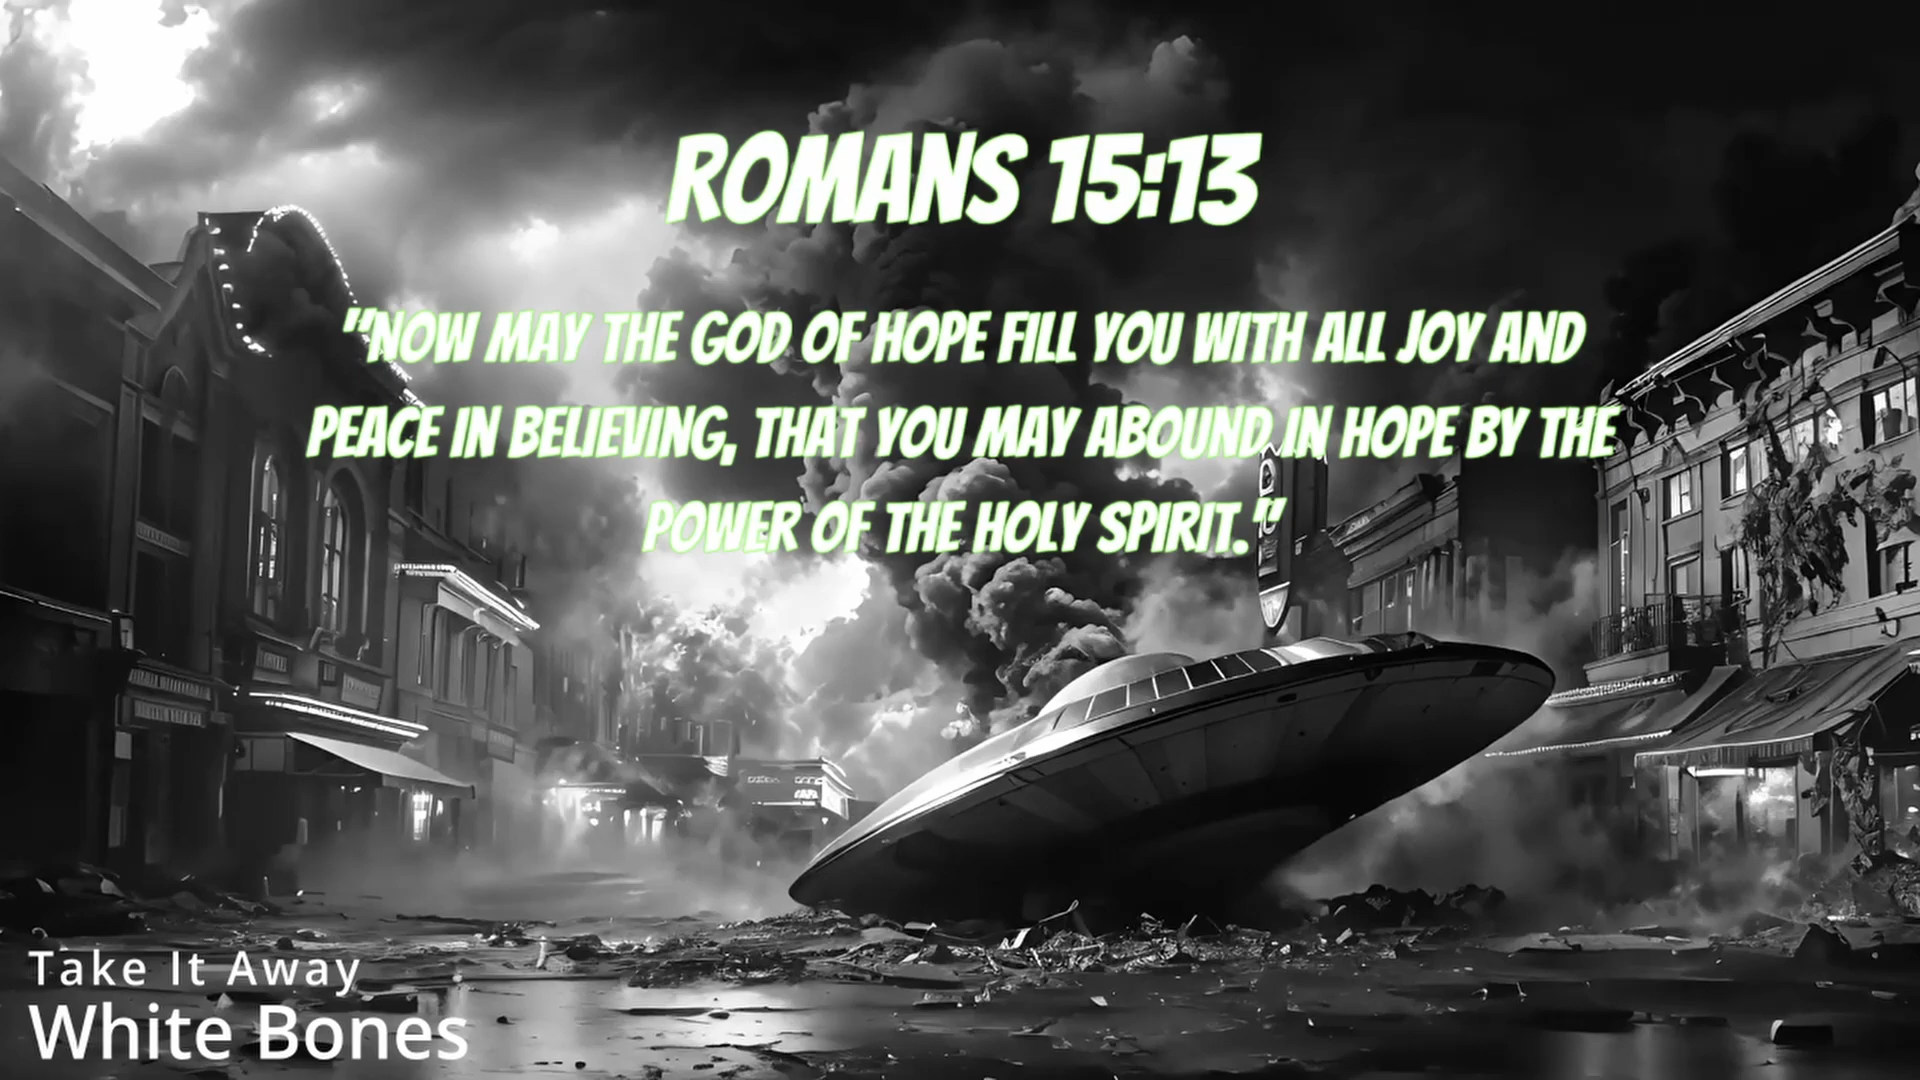 ROMANS 15:13
"NOW MAY THE GOD OF HOPE FILL YOU WITH ALL JOY AND
PEACE IN BELIEVING, THAT YOU MAY ABOUND IN HOPE BY THE
POWER OF THE HOLY SPIRIT."
Take It Away
White Bones